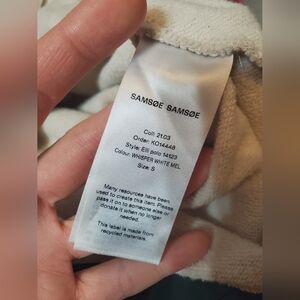 SAMSØE SAMSØE
Coll: 21.03
Order: KO14448
Style: Elli polo 14123
Colour: WHISPER WHITE MEL.
Size: S
Many resources have been
used to create this item. Please
pass it on to someone else or
donate it when no longer
needed.
This label is made from
recycled materials.